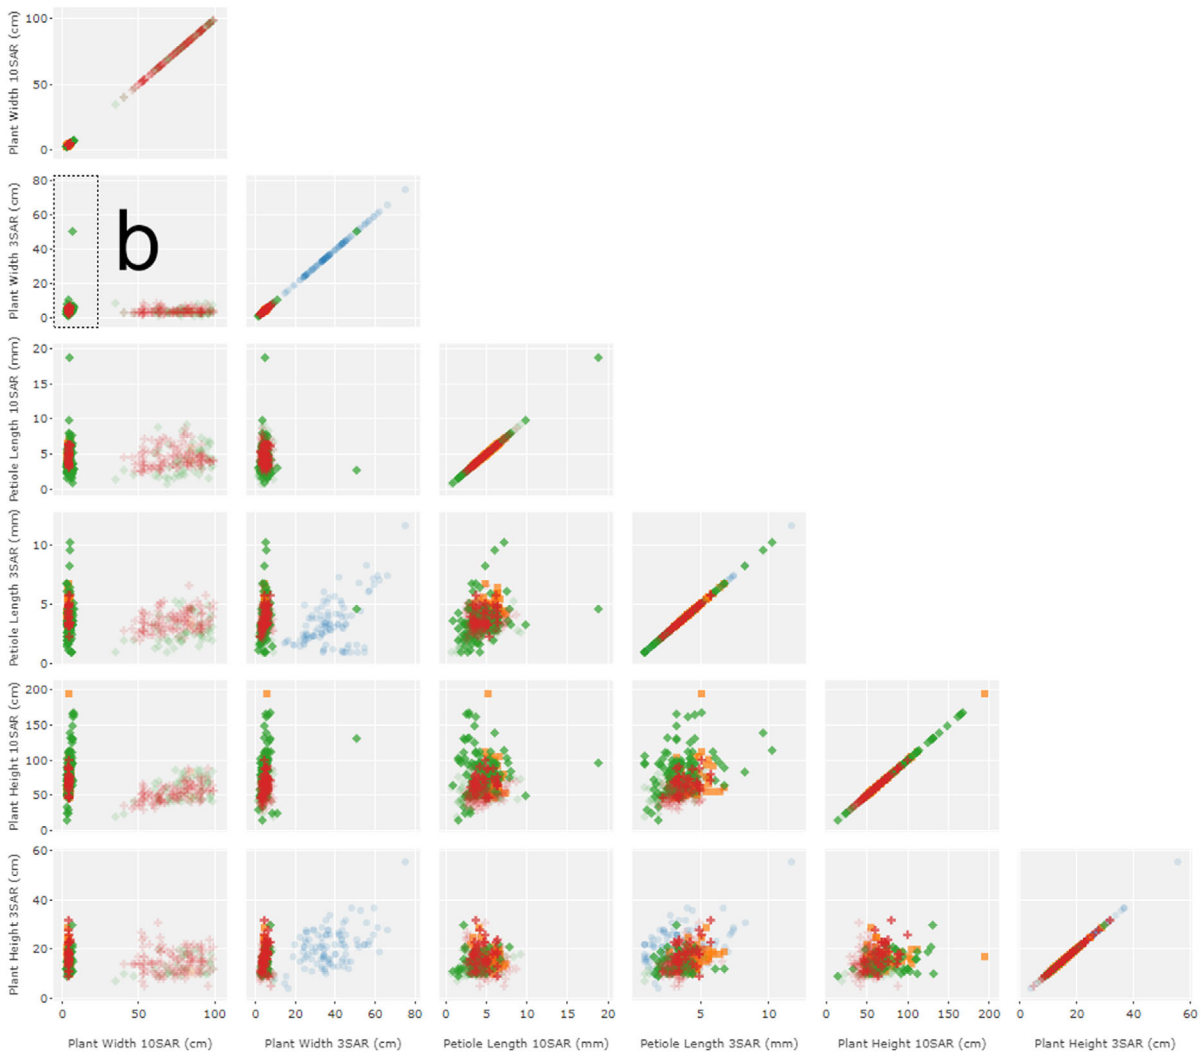 Plant Width 10SAR (cm)
100
50
0
Plant Width 3SAR (cm)
80
60
40
20
0
b
Petiole Length 10SAR (mm)
20
15
10
5
0
Petiole Length 3SAR (mm)
10
5
0
Plant Height 10SAR (cm)
200
150
100
50
0
Plant Height 3SAR (cm)
60
40
20
0
0 50 100 0 20 40 60 80 0 5 10 15 20 5 10 0 50 100 150 200 0 20 40 60
Plant Width 10SAR (cm) Plant Width 3SAR (cm) Petiole Length 10SAR (mm) Petiole Length 3SAR (mm) Plant Height 10SAR (cm) Plant Height 3SAR (cm)